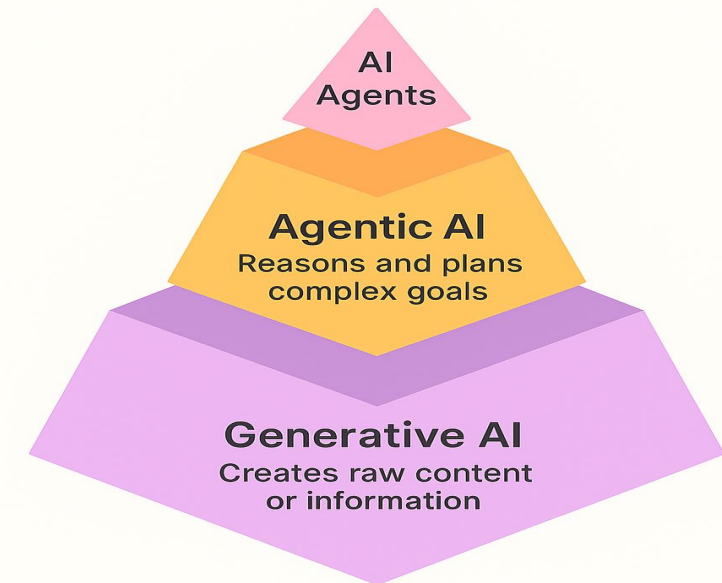 AI
Agents
Agentic AI
Reasons and plans
complex goals
Generative AI
Creates raw content
or information